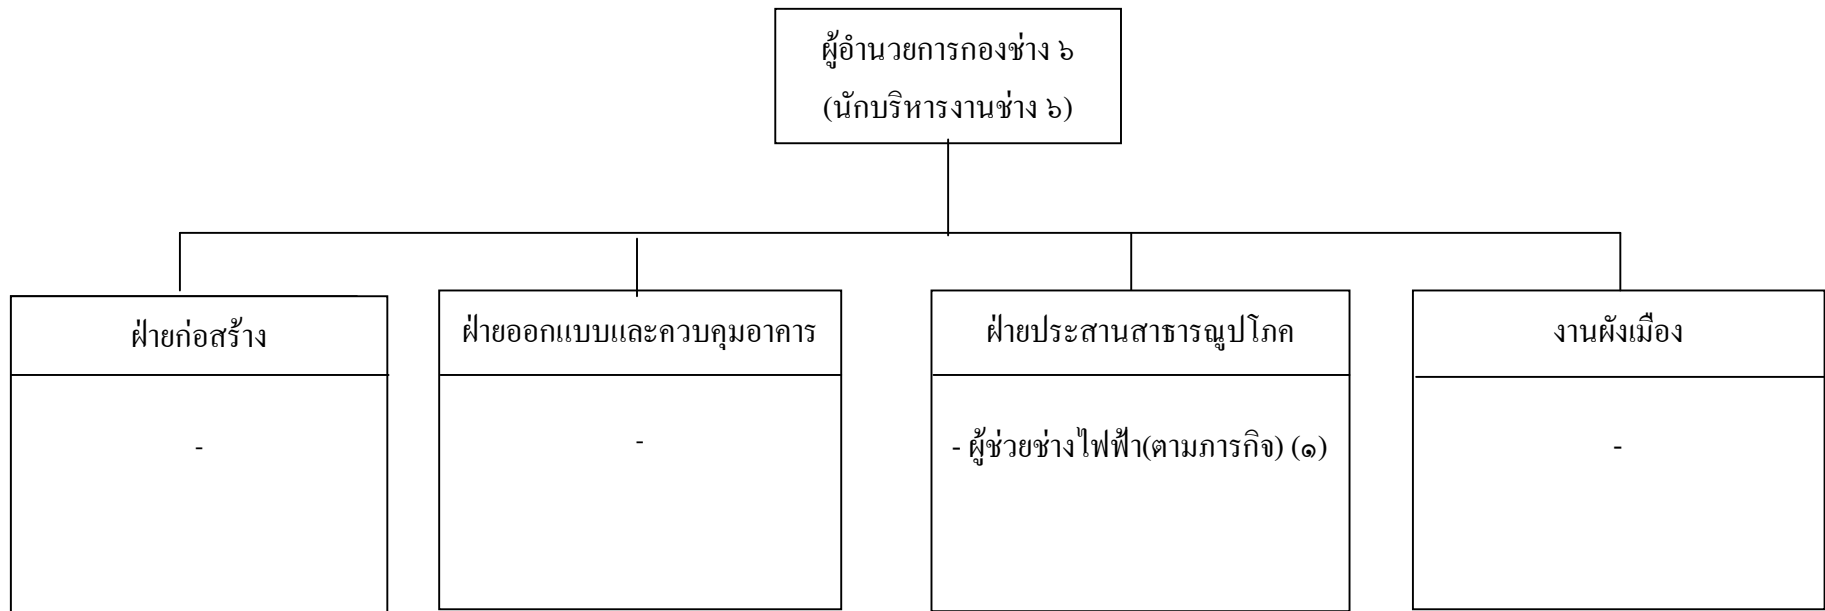 ผู้อำนวยการกองช่าง ๖
(นักบริหารงานช่าง ๖)
ฝ่ายก่อสร้าง
ฝ่ายออกแบบและควบคุมอาคาร
ฝ่ายประสานสาธารณูปโภค
งานผังเมือง
-
-
- ผู้ช่วยช่างไฟฟ้า(ตามภารกิจ) (๑)
-